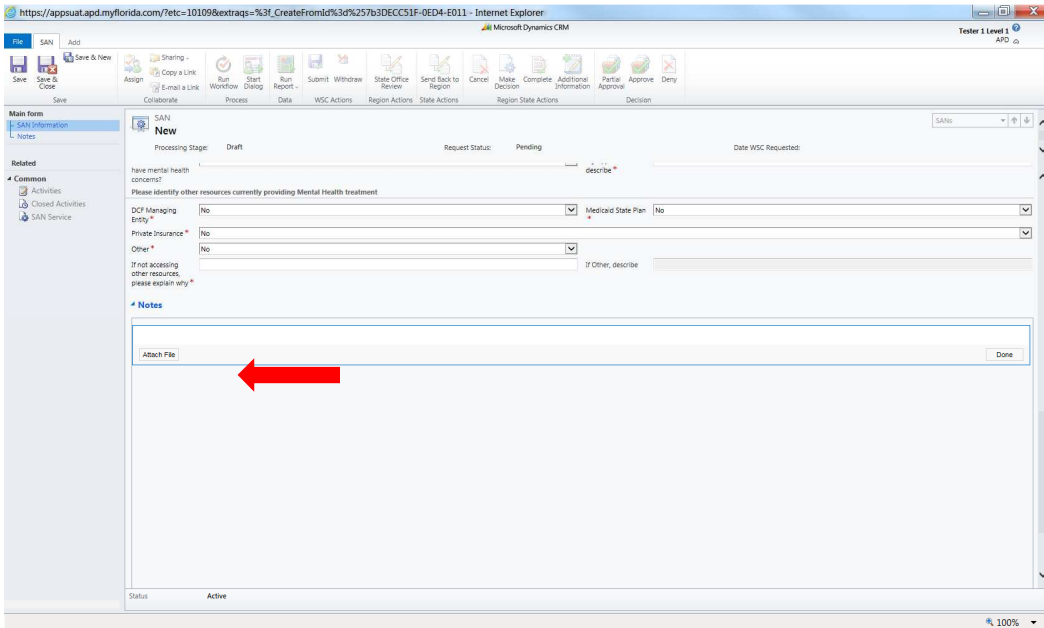 https://appsuat.apd.myflorida.com/?etc=10109&extraqs=%3f_CreateFromId%3d%257b3DECC51F-0ED4-E011 - Internet Explorer
Microsoft Dynamics CRM
Tester 1 Level 1
APD
File SAN Add
Save
Save & Close
Save & New
Save
Assign
Sharing
Copy a Link
E-mail a Link
Collaborate
Run Workflow
Start Dialog
Process
Run Report
Data
Submit Withdraw
WSC Actions
State Office Review
Region Actions
Send Back to Region
State Actions
Cancel
Make Decision
Complete
Additional Information
Region State Actions
Partial Approval
Approve
Deny
Decision
Main form
SAN Information
Notes
Related
Common
Activities
Closed Activities
SAN Service
SAN
New
SANs
Processing Stage: Draft Request Status: Pending Date WSC Requested:
have mental health
concerns?
describe *
Please identify other resources currently providing Mental Health treatment
DCF Managing
Entity *
No
Medicaid State Plan
*
No
Private Insurance * No
Other * No
If not accessing
other resources,
please explain why *
If Other, describe
Notes
Attach File Done
Status Active
100%